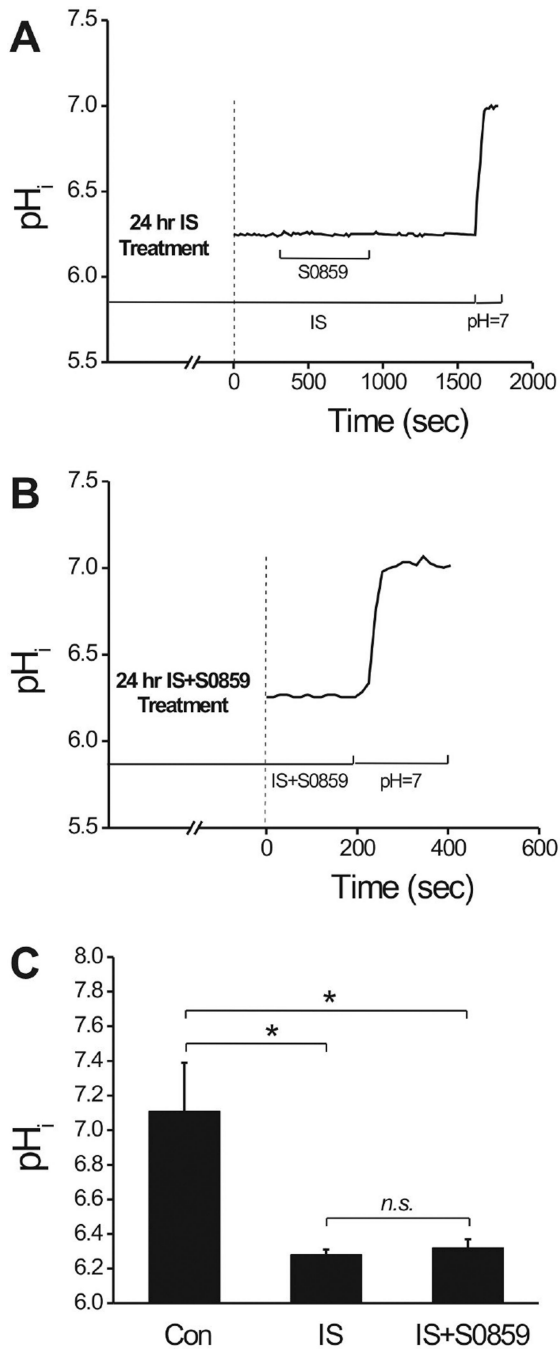 A
7.5
7.0
6.5
6.0
5.5
pHi
24 hr IS
Treatment
S0859
IS
pH=7
0
500
1000
1500
2000
Time (sec)
B
7.5
7.0
6.5
6.0
5.5
pHi
24 hr IS+S0859
Treatment
IS+S0859
pH=7
0
200
400
600
Time (sec)
C
8.0
7.8
7.6
7.4
7.2
7.0
6.8
6.6
6.4
6.2
6.0
pHi
*
*
n.s.
Con
IS
IS+S0859